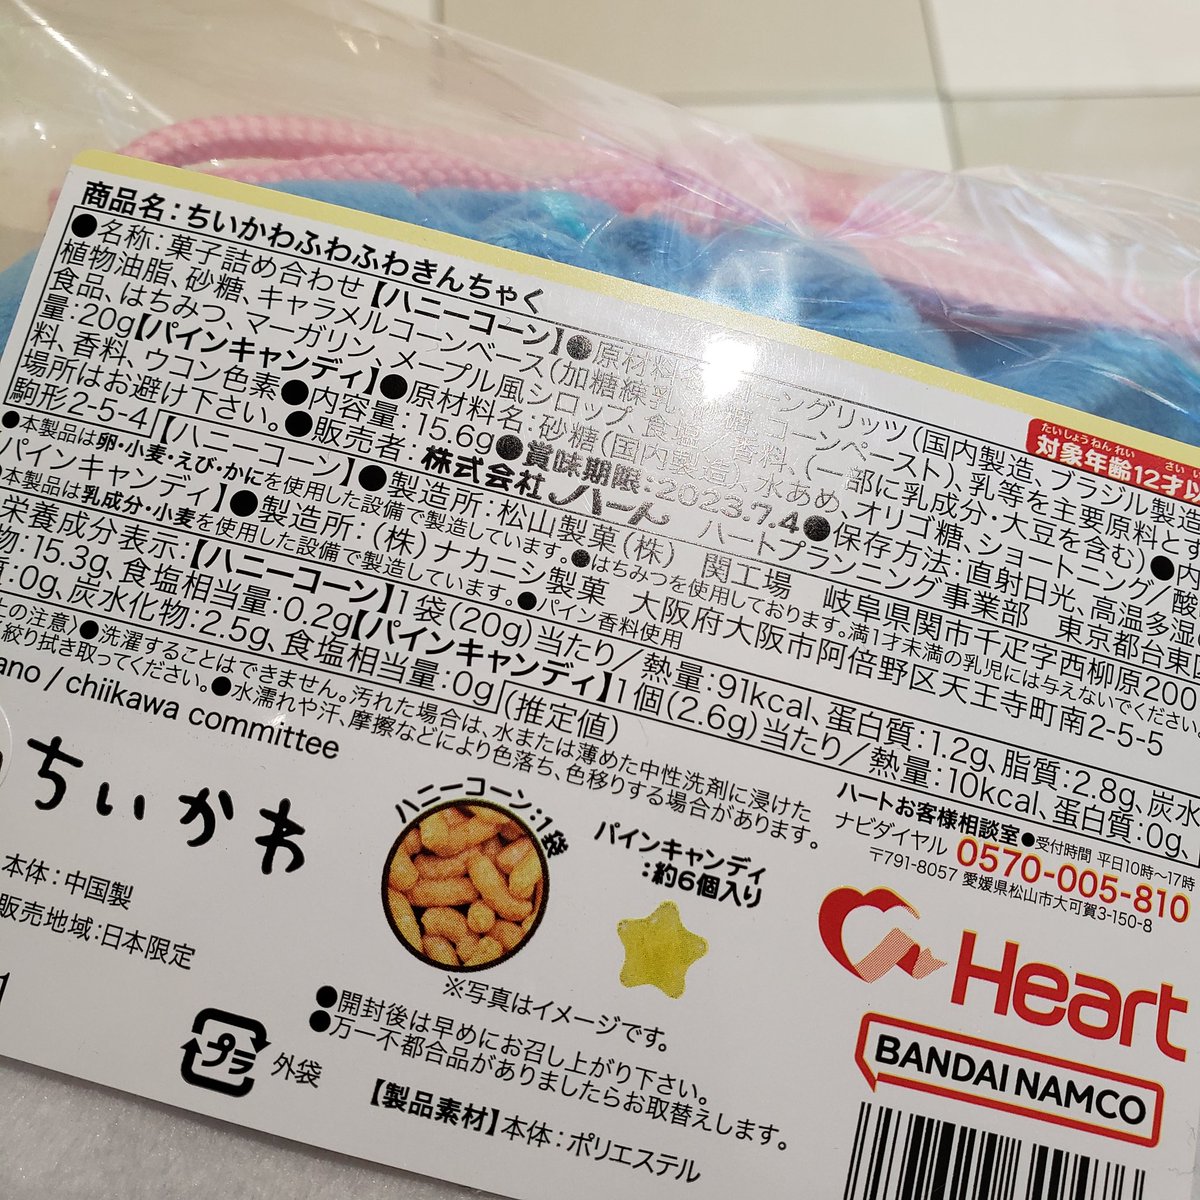 商品名:ちいかわふわふわきんちゃく
●名称:菓子詰め合わせ【ハニーコーン】●原材料名:コーングリッツ(国内製造、ブラジル製造
植物油脂、砂糖、キャラメルコーンベース(加糖練乳、砂糖、コーンペースト)、乳等を主要原料とす
食品、はちみつ、マーガリン、メープル風シロップ、食塩/香料、(一部に乳成分・大豆を含む)●内
量:20g【パインキャンディ】●原材料名:砂糖(国内製造)、水あめ、オリゴ糖、ショートニング/酸
料、香料、ウコン色素●内容量:15.6g●賞味期限:2023.7.4●保存方法:直射日光、高温多湿
場所はお避け下さい。●販売者:株式会社ハート ハートプランニング事業部 東京都台東
駒形2-5-4【ハニーコーン】●製造所:松山製菓(株) 関工場 岐阜県関市千疋字西柳原200
●本製品は卵・小麦・えび・かにを使用した設備で製造しています。●はちみつを使用しております。満1才未満の乳児には与えないでください。
パインキャンディ】●製造所:(株)ナカーシ製菓 大阪府大阪市阿倍野区天王寺町南2-5-5
本製品は乳成分・小麦を使用した設備で製造しています。●パイン香料使用
栄養成分表示:【ハニーコーン】1袋(20g)当たり/熱量:91kcal、蛋白質:1.2g、脂質:2.8g、炭水
物:15.3g、食塩相当量:0.2g【パインキャンディ】1個(2.6g)当たり/熱量:10kcal、蛋白質:0g、
質:0g、炭水化物:2.5g、食塩相当量:0g(推定値)
上の注意〉●洗濯することはできません。汚れた場合は、水または薄めた中性洗剤に浸けた
絞り拭き取ってください。●水濡れや汗、摩擦などにより色落ち、色移りする場合があります。
ano / chiikawa committee
対象年齢12才以
たいしょうねんれい さい
ちいかわ
本体:中国製
販売地域:日本限定
1
ハニーコーン:1袋
パインキャンディ
:約6個入り
※写真はイメージです。
ハートお客様相談室●受付時間 平日10時〜17時
ナビダイヤル 0570-005-810
〒791-8057 愛媛県松山市大可賀3-150-8
Heart
BANDAI NAMCO
プラ
外袋
●開封後は早めにお召し上がり下さい。
●万一不都合品がありましたらお取替えします。
【製品素材】本体:ポリエステル